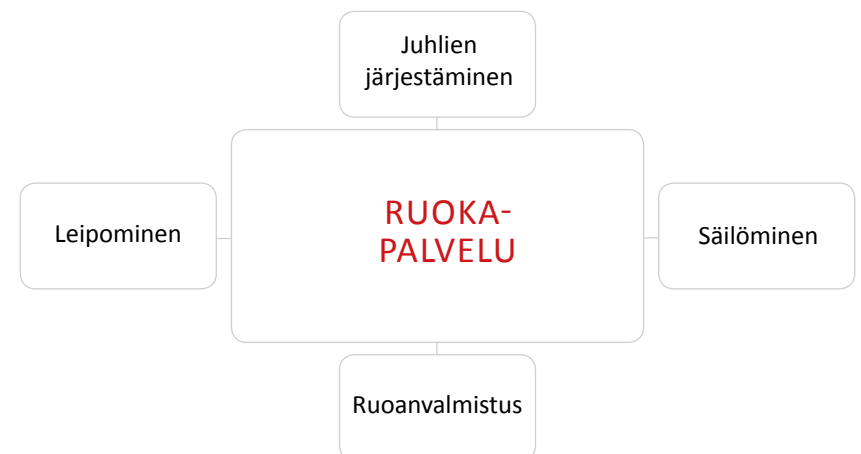 Juhlien
järjestäminen
RUOKA-
PALVELU
Leipominen
Säilöminen
Ruoanvalmistus